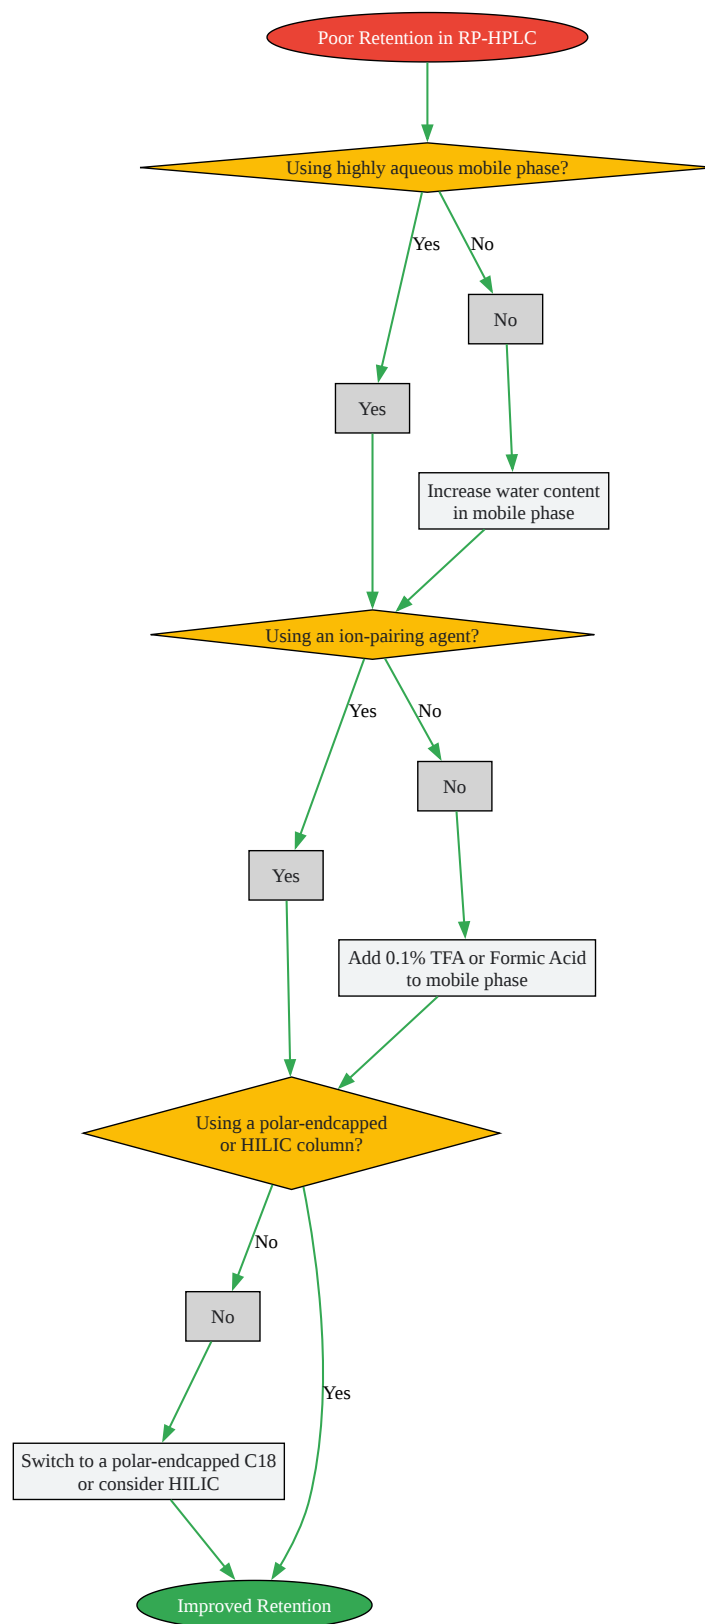 Poor Retention in RP-HPLC
Using highly aqueous mobile phase?
Yes
No
No
Yes
Increase water content
in mobile phase
Using an ion-pairing agent?
Yes
No
No
Yes
Add 0.1% TFA or Formic Acid
to mobile phase
Using a polar-endcapped
or HILIC column?
No
No
Yes
Switch to a polar-endcapped C18
or consider HILIC
Improved Retention